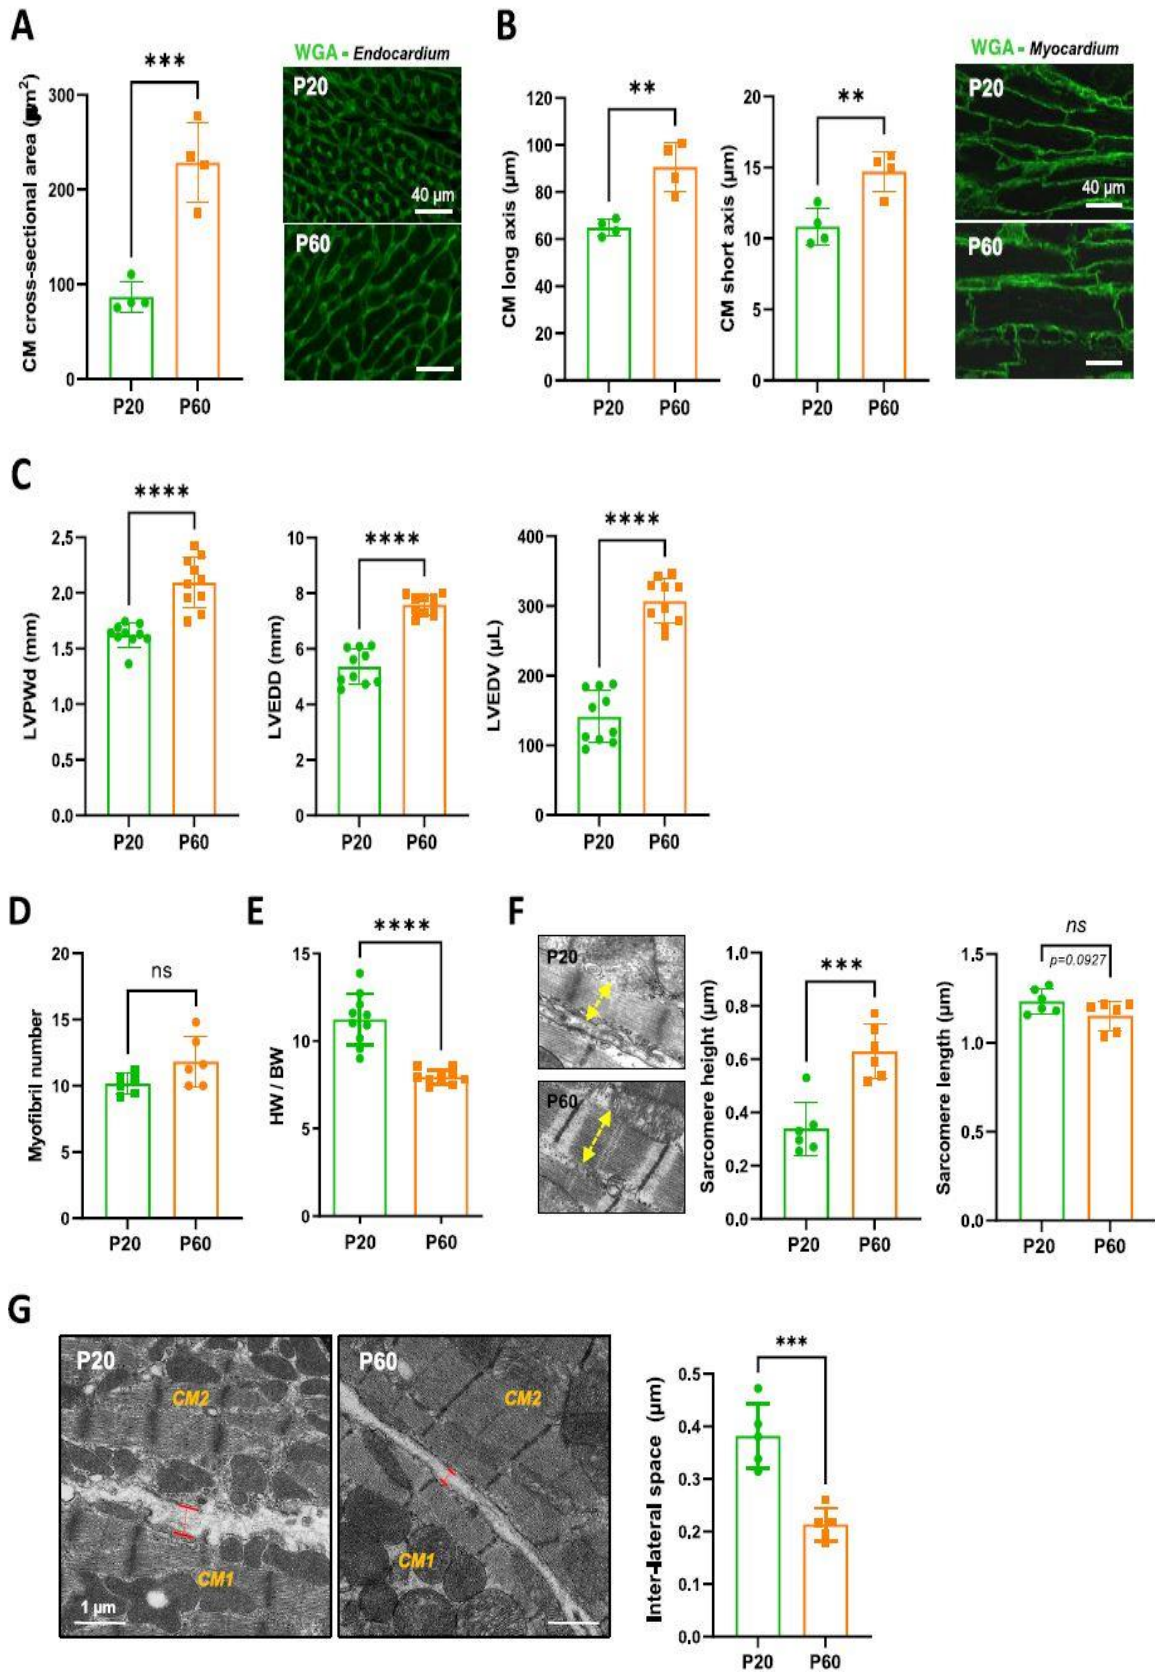 A
***
CM cross-sectional area (µm²)
300
200
100
0
P20
P60
WGA - Endocardium
P20
40 µm
P60
B
**
CM long axis (µm)
120
100
80
60
40
20
0
P20
P60
**
CM short axis (µm)
20
15
10
5
0
P20
P60
WGA - Myocardium
P20
40 µm
P60
C
****
LVPWd (mm)
2.5
2.0
1.5
1.0
0.5
0.0
P20
P60
****
LVEDD (mm)
10
8
6
4
2
0
P20
P60
****
LVEDV (µL)
400
300
200
100
0
P20
P60
D
ns
Myofibril number
20
15
10
5
0
P20
P60
E
****
HW / BW
15
10
5
0
P20
P60
F
P20
P60
***
Sarcomere height (µm)
1.0
0.8
0.6
0.4
0.2
0.0
P20
P60
ns
p=0.0927
Sarcomere length (µm)
1.5
1.0
0.5
0.0
P20
P60
G
P20
CM2
CM1
1 µm
P60
CM2
CM1
***
Inter-lateral space (µm)
0.5
0.4
0.3
0.2
0.1
0.0
P20
P60